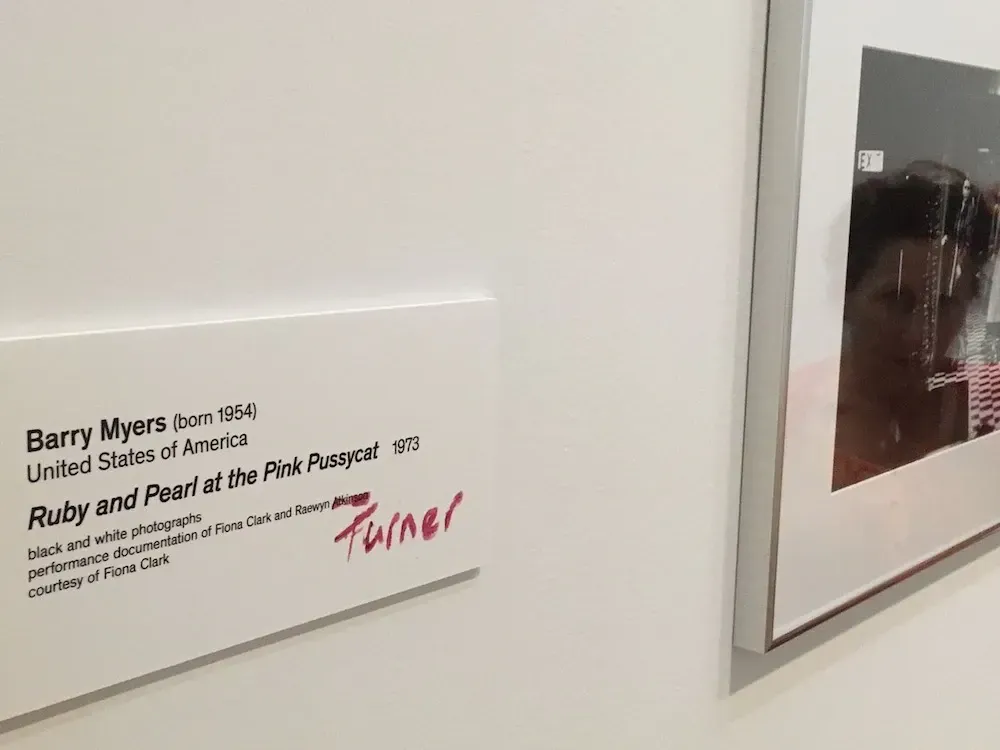 Barry Myers (born 1954)
United States of America
Ruby and Pearl at the Pink Pussycat 1973
black and white photographs
performance documentation of Fiona Clark and Raewyn Atkinson
Turner
courtesy of Fiona Clark
EX